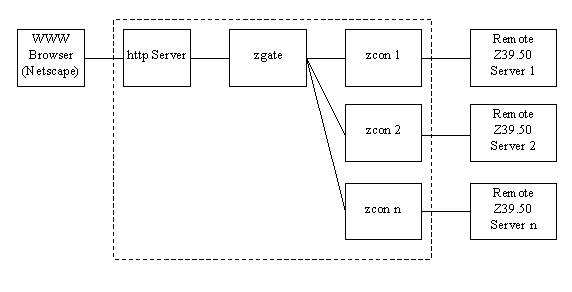 WWW
Browser
(Netscape)
http Server
zgate
zcon 1
Remote
Z39.50
Server 1
zcon 2
Remote
Z39.50
Server 2
zcon n
Remote
Z39.50
Server n